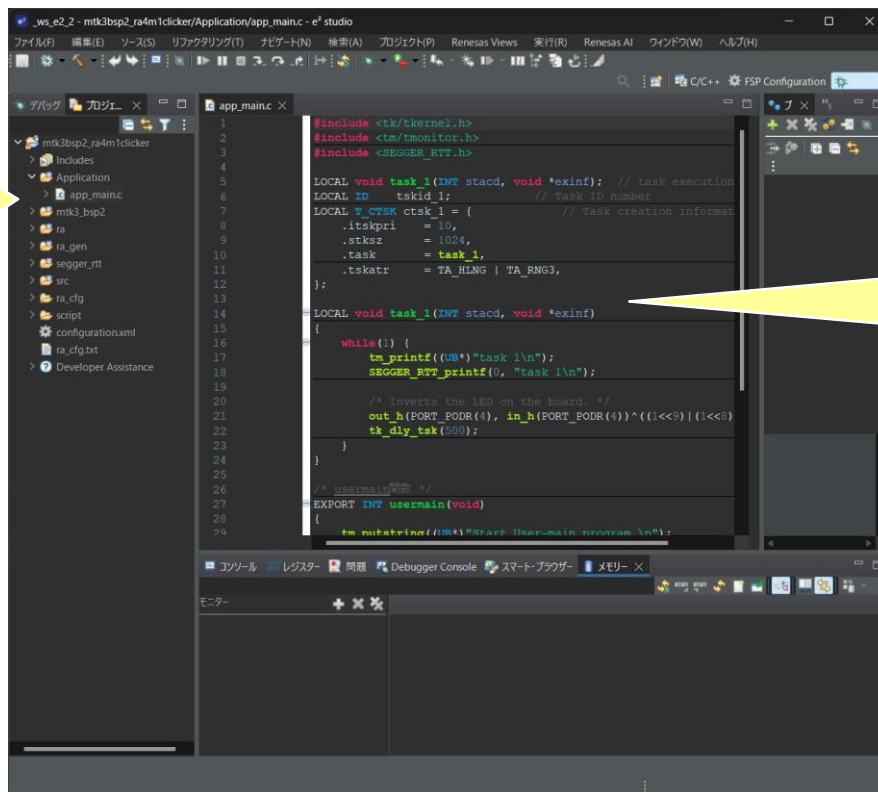 _ws_e2_2 - mtk3bsp2_ra4m1clicker/Application/app_main.c - e² studio
ファイル(F) 編集(E) ソース(S) リファクタリング(T) ナビゲート(N) 検索(A) プロジェクト(P) Renesas Views 実行(R) Renesas AI ウィンドウ(W) ヘルプ(H)
C/C++ FSP Configuration
デバッグ プロジェ... app_main.c
mtk3bsp2_ra4m1clicker
Includes
Application
app_main.c
mtk3_bsp2
ra
ra_gen
segger_rtt
src
ra_cfg
script
configuration.xml
ra_cfg.txt
Developer Assistance
1 #include <tk/tkernel.h>
2 #include <tm/tmonitor.h>
3 #include <SEGGER_RTT.h>
4
5 LOCAL void task_1(INT stacd, void *exinf); // task execution
6 LOCAL ID tskid_1; // Task ID number
7 LOCAL T_CTSK ctsk_1 = { // Task creation informat
8 .itskpri = 10,
9 .stksz = 1024,
10 .task = task_1,
11 .tskatr = TA_HLNG | TA_RNG3,
12 };
13
14 LOCAL void task_1(INT stacd, void *exinf)
15 {
16 while(1) {
17 tm_printf((UB*)"task 1\n");
18 SEGGER_RTT_printf(0, "task 1\n");
19
20 /* Inverts the LED on the board. */
21 out_h(PORT_PODR(4), in_h(PORT_PODR(4))^((1<<9)|(1<<8)
22 tk_dly_tsk(500);
23 }
24 }
25
26 /* usermain関数 */
27 EXPORT INT usermain(void)
28 {
29 tm_putstring((UB*)"Start User-main program.\n");
コンソール レジスター 問題 Debugger Console スマート・ブラウザー メモリー
モニター